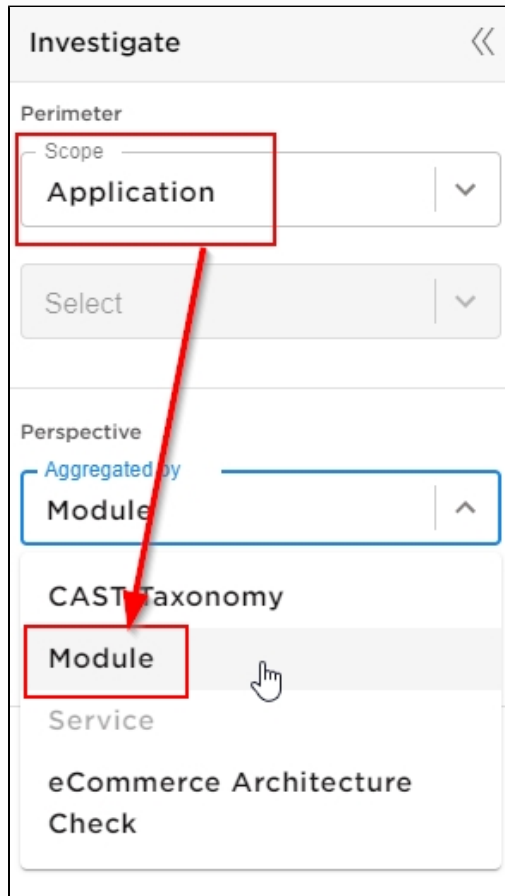 Investigate
Perimeter
Scope
Application
Select
Perspective
Aggregated by
Module
CAST Taxonomy
Module
Service
eCommerce Architecture
Check